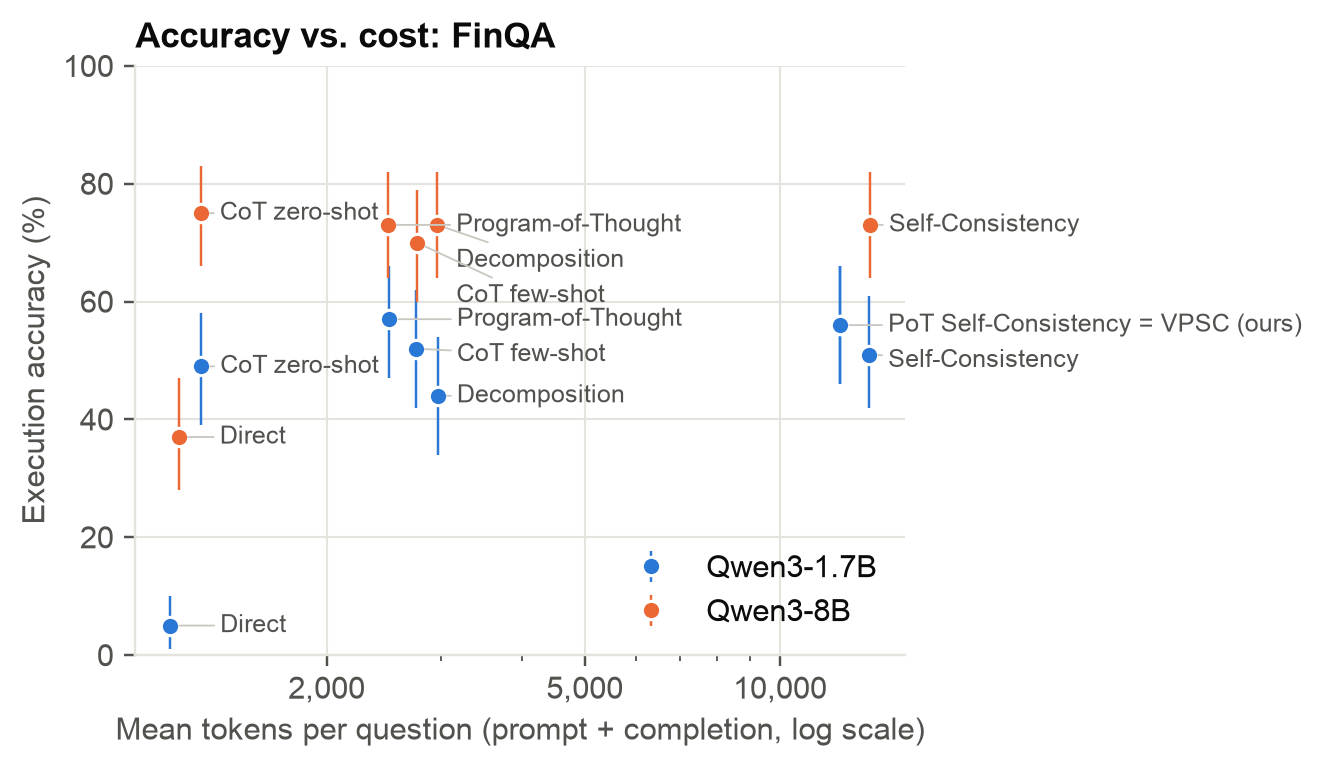 Accuracy vs. cost: FinQA
100
80
60
40
20
0
Execution accuracy (%)
CoT zero-shot
Program-of-Thought
Self-Consistency
Decomposition
CoT few-shot
Program-of-Thought
PoT Self-Consistency = VPSC (ours)
CoT few-shot
Self-Consistency
CoT zero-shot
Decomposition
Direct
Qwen3-1.7B
Qwen3-8B
Direct
2,000
5,000
10,000
Mean tokens per question (prompt + completion, log scale)